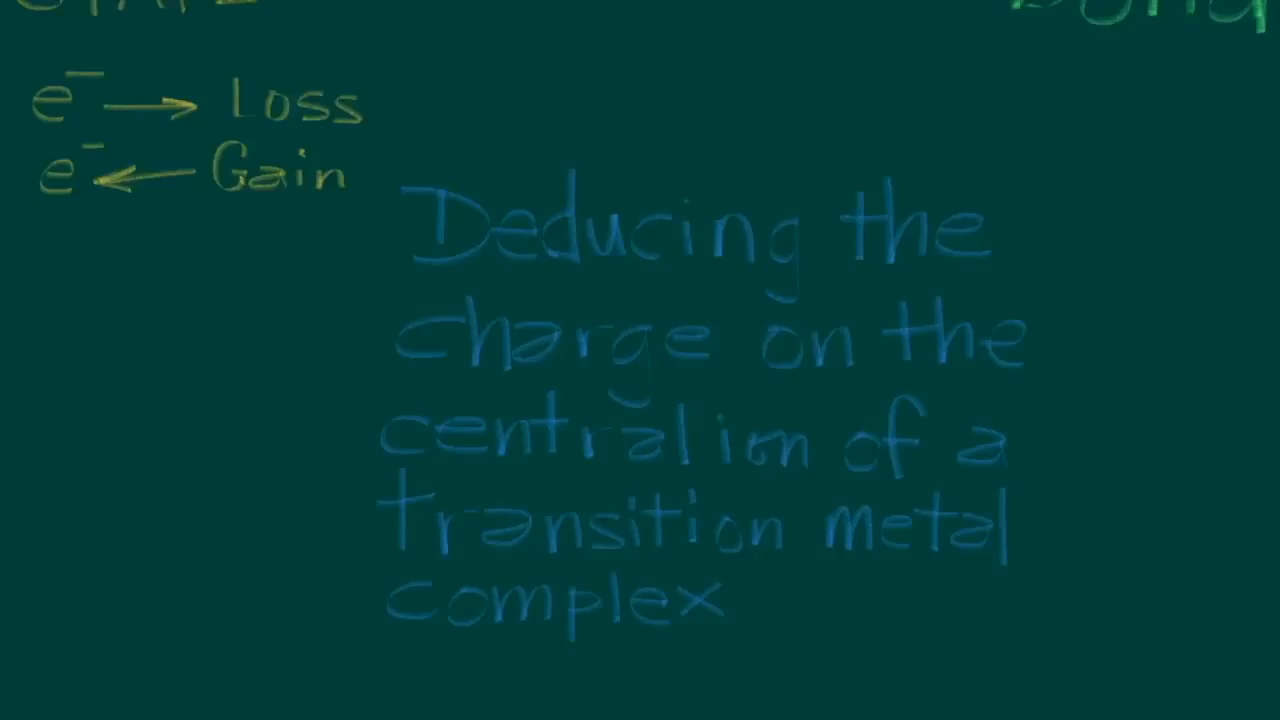 e⁻ → Loss
e⁻ ← Gain
Deducing the
charge on the
central ion of a
transition metal
complex